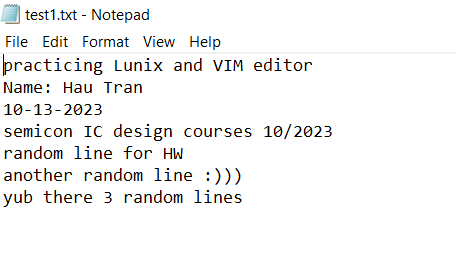 test1.txt - Notepad
File Edit Format View Help
practicing Lunix and VIM editor
Name: Hau Tran
10-13-2023
semicon IC design courses 10/2023
random line for HW
another random line :)))
yub there 3 random lines